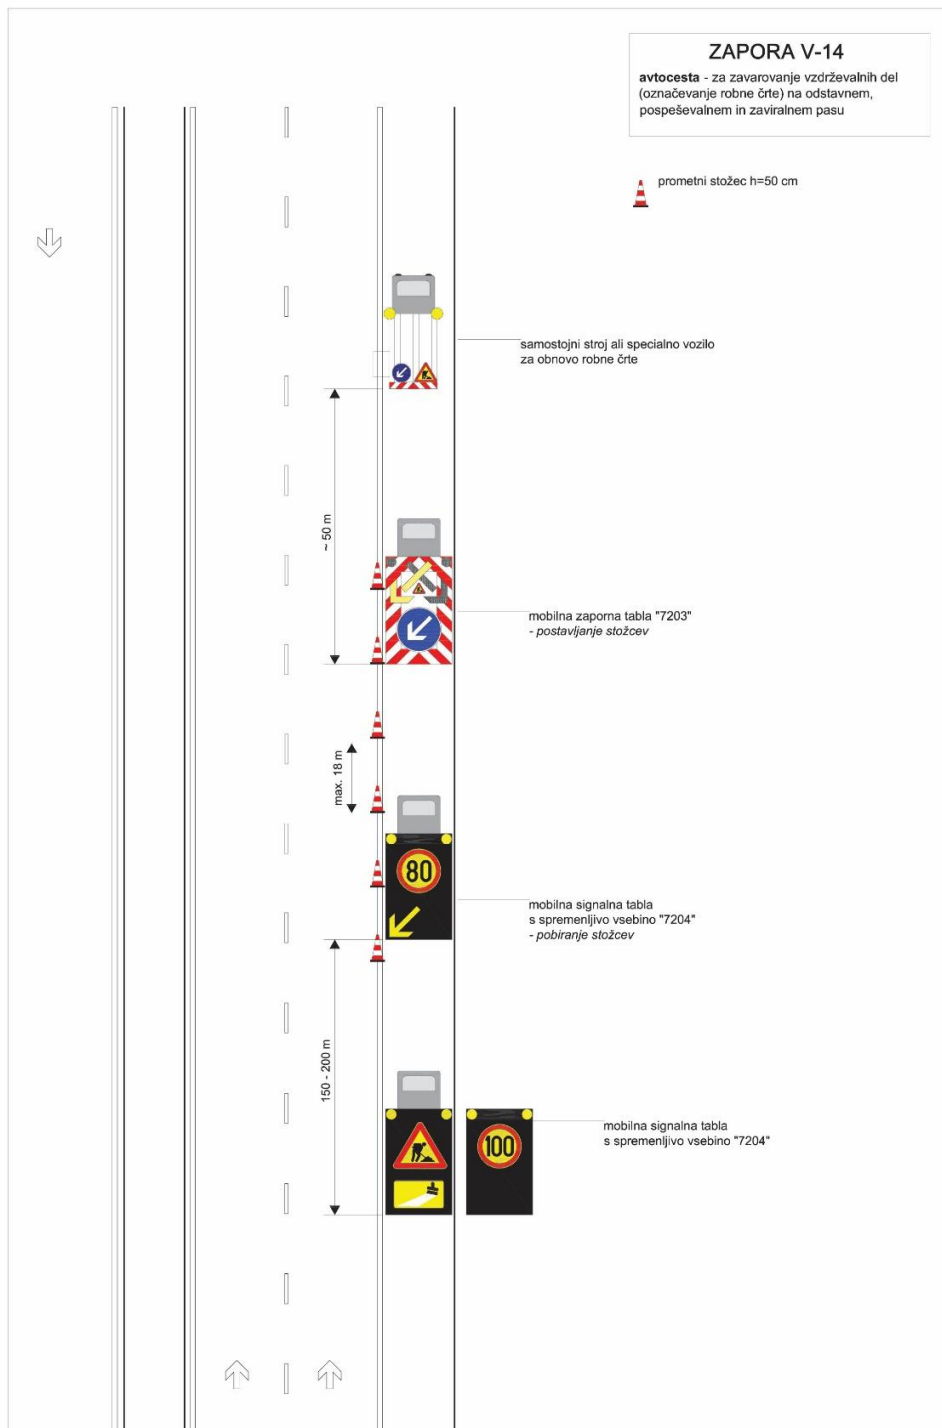 ZAPORA V-14
avtocesta - za zavarovanje vzdrževalnih del
(označevanje robne črte) na odstavnem,
pospeševalnem in zaviralnem pasu
prometni stožec h=50 cm
samostojni stroj ali specialno vozilo
za obnovo robne črte
~ 50 m
mobilna zaporna tabla "7203"
- postavljanje stožcev
max. 18 m
80
mobilna signalna tabla
s spremenljivo vsebino "7204"
- pobiranje stožcev
150 - 200 m
100
mobilna signalna tabla
s spremenljivo vsebino "7204"